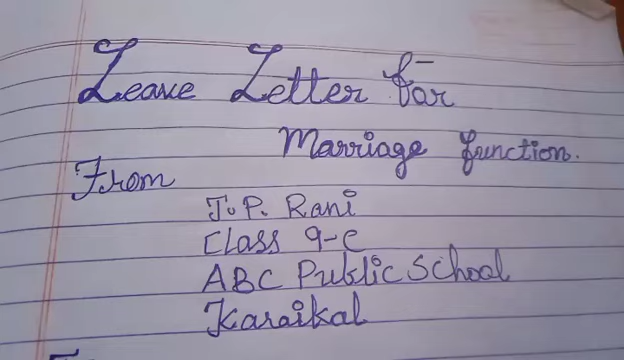 Leave Letter for
Marriage function.
From
T.P. Rani
Class 9-C
ABC Public School
Karaikal